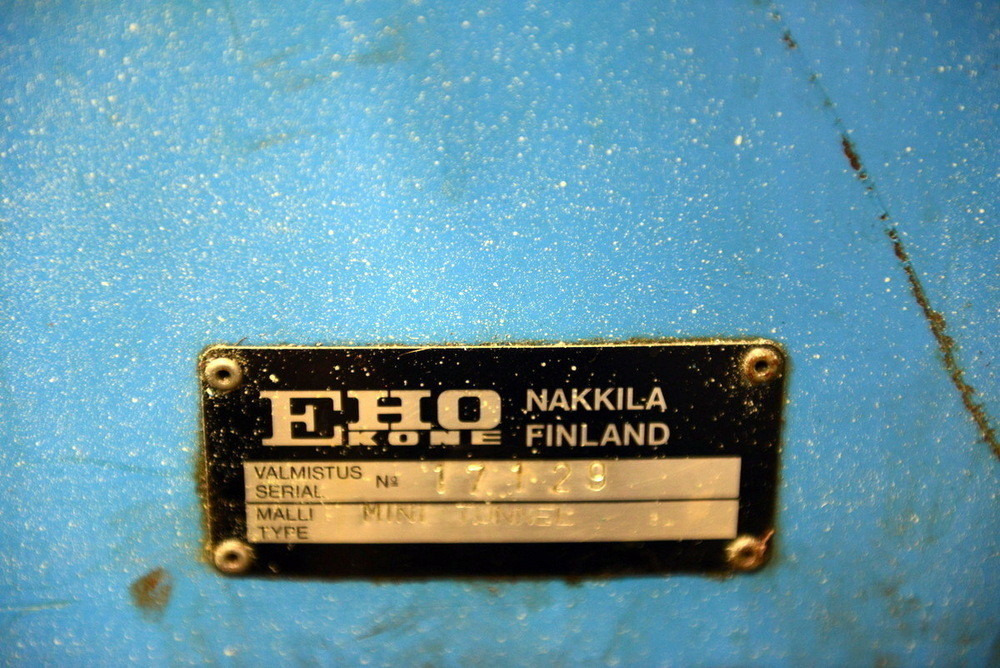 EHO
KONE
NAKKILA
FINLAND
VALMISTUS
SERIAL
Nº 17129
MALLI
TYPE
MINI TUNNEL